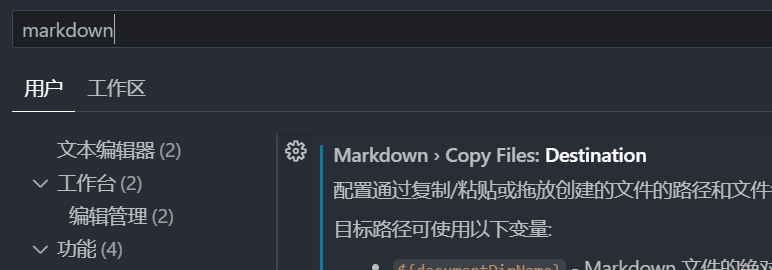 markdown
用户 工作区
文本编辑器 (2)
工作台 (2)
编辑管理 (2)
功能 (4)
Markdown › Copy Files: Destination
配置通过复制/粘贴或拖放创建的文件的路径和文件
目标路径可使用以下变量:
• ${documentDirName} - Markdown 文件的绝对